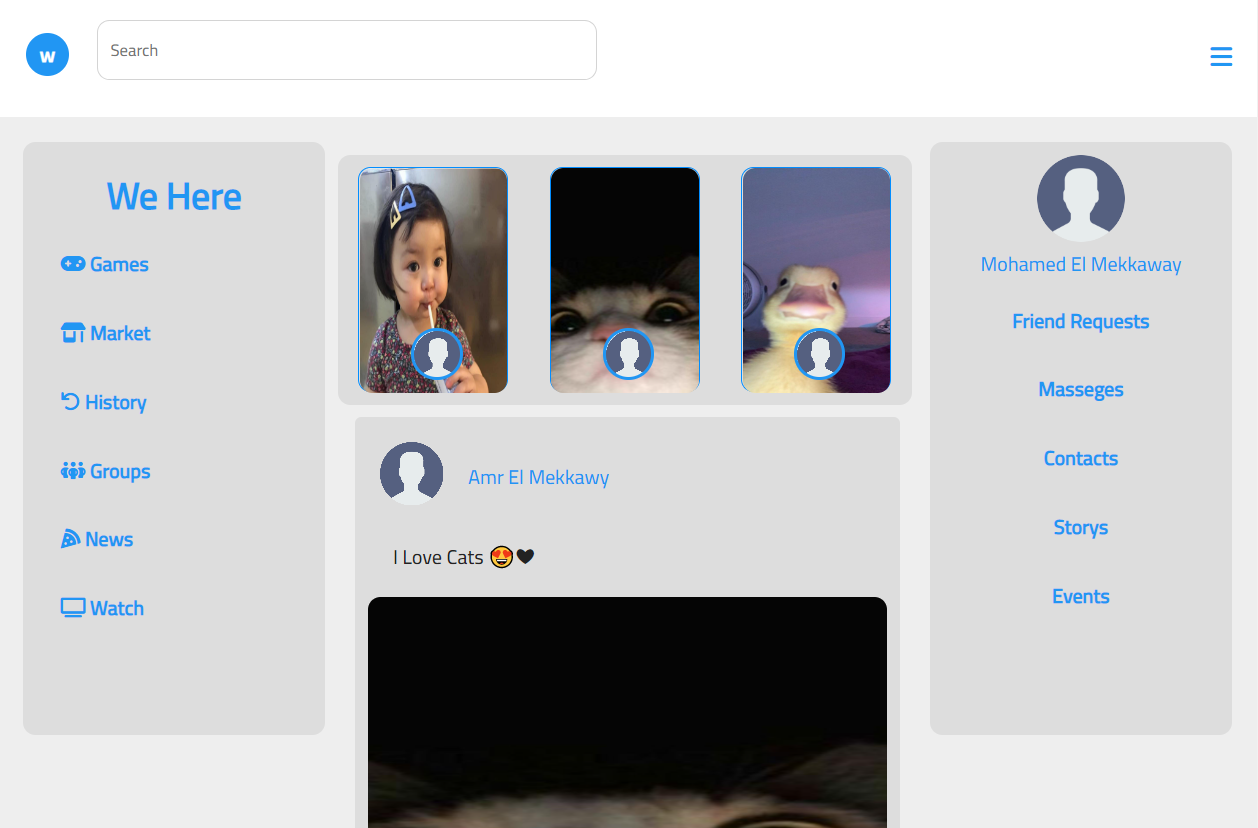 w
Search
We Here
Games
Market
History
Groups
News
Watch
Amr El Mekkawy
I Love Cats 😍🖤
Mohamed El Mekkaway
Friend Requests
Masseges
Contacts
Storys
Events